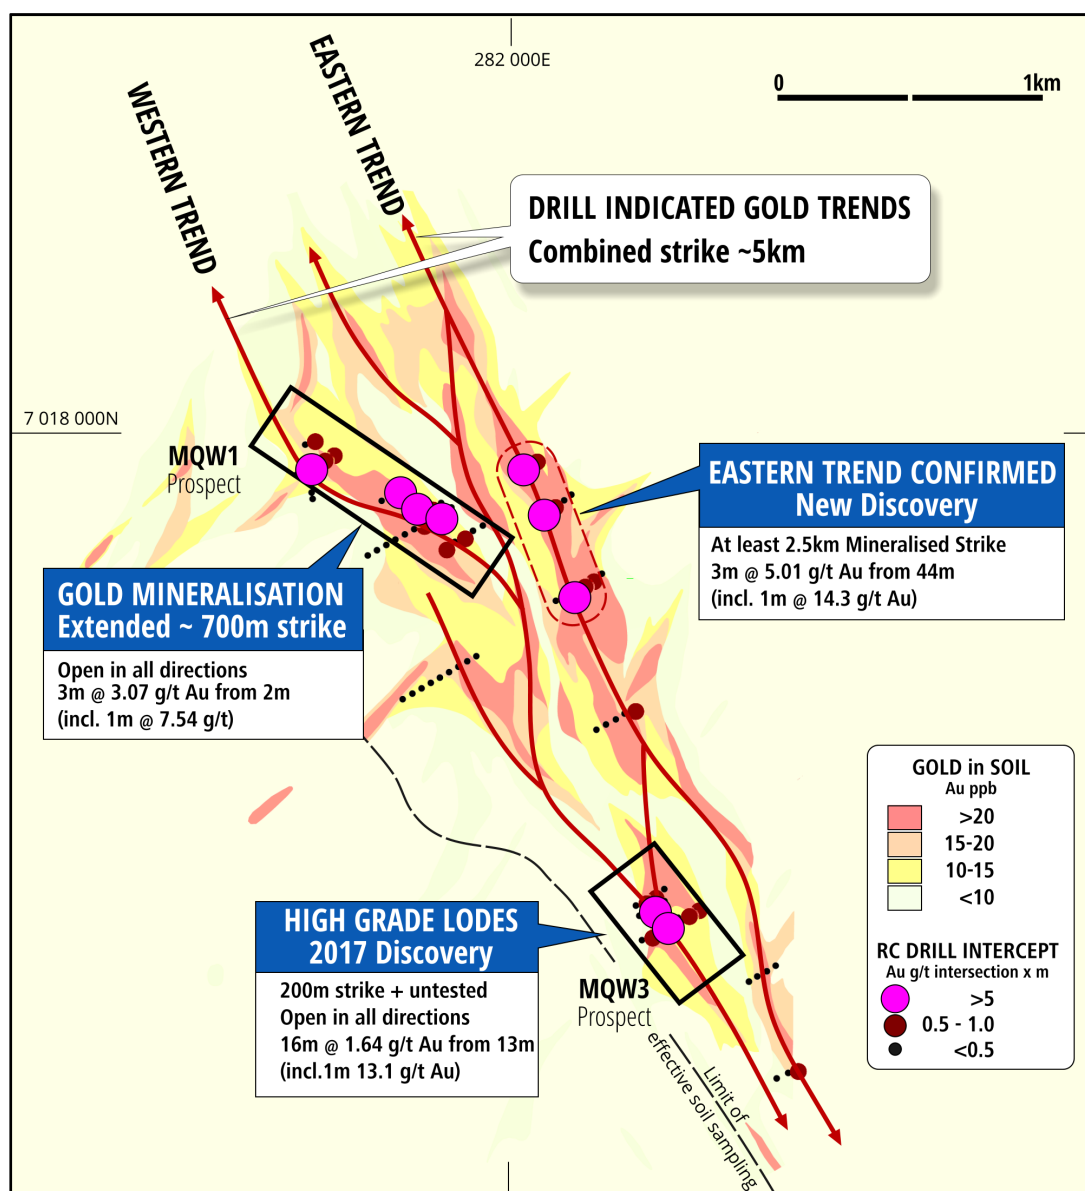 282 000E
0 1km
WESTERN TREND
EASTERN TREND
DRILL INDICATED GOLD TRENDS
Combined strike ~5km
7 018 000N
MQW1
Prospect
EASTERN TREND CONFIRMED
New Discovery
At least 2.5km Mineralised Strike
3m @ 5.01 g/t Au from 44m
(incl. 1m @ 14.3 g/t Au)
GOLD MINERALISATION
Extended ~ 700m strike
Open in all directions
3m @ 3.07 g/t Au from 2m
(incl. 1m @ 7.54 g/t)
HIGH GRADE LODES
2017 Discovery
200m strike + untested
Open in all directions
16m @ 1.64 g/t Au from 13m
(incl.1m 13.1 g/t Au)
MQW3
Prospect
Limit of
effective soil sampling
GOLD in SOIL
Au ppb
>20
15-20
10-15
<10
RC DRILL INTERCEPT
Au g/t intersection x m
>5
0.5 - 1.0
<0.5